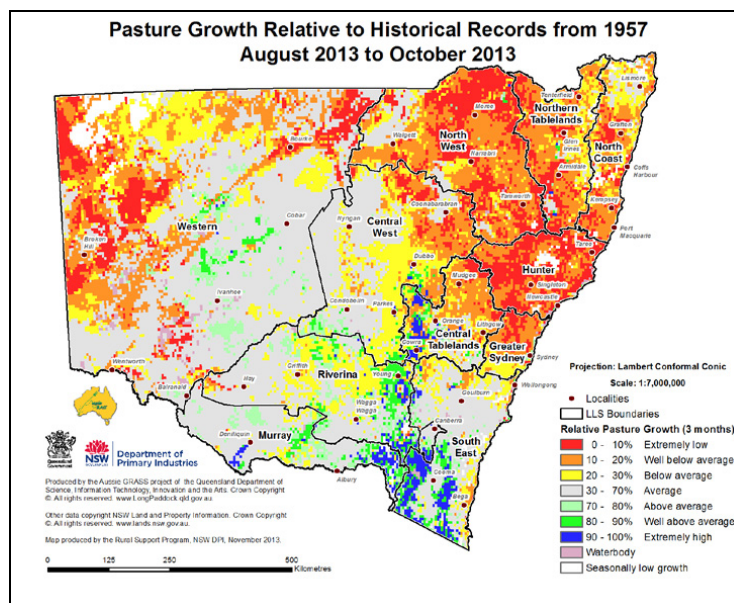 Pasture Growth Relative to Historical Records from 1957
August 2013 to October 2013
Lismore
Tenterfield
Northern
Tablelands
Moree
North
West
Grafton
North
Coast
Glen
Innes
Walgett
Bourke
Narrabri
Armidale
Coffs
Harbour
Coonabarabran
Tamworth
Kempsey
Port
Macquarie
Western
Cobar
Nyngan
Central
West
Taree
Broken
Hill
Dubbo
Hunter
Mudgee
Singleton
Newcastle
Ivanhoe
Condobolin
Parkes
Orange
Lithgow
Central
Tablelands
Greater
Sydney
Cowra
Sydney
Wentworth
Balranald
Hay
Griffith
Riverina
Young
Wollongong
Goulburn
Wagga
Wagga
Canberra
South
East
Deniliquin
Murray
Albury
Cooma
Bega
Projection: Lambert Conformal Conic
Scale: 1:7,000,000
Localities
LLS Boundaries
Relative Pasture Growth (3 months)
0 - 10% Extremely low
10 - 20% Well below average
20 - 30% Below average
30 - 70% Average
70 - 80% Above average
80 - 90% Well above average
90 - 100% Extremely high
Waterbody
Seasonally low growth
Queensland
Government
NSW
GOVERNMENT
Department of
Primary Industries
Produced by the Aussie GRASS project of the Queensland Department of
Science, Information Technology, Innovation and the Arts. Crown Copyright
©. All rights reserved. www.LongPaddock.qld.gov.au.
Other data copyright NSW Land and Property Information. Crown Copyright
©. All rights reserved. www.lands.nsw.gov.au.
Map produced by the Rural Support Program, NSW DPI, November 2013.
0 250 500
Kilometres